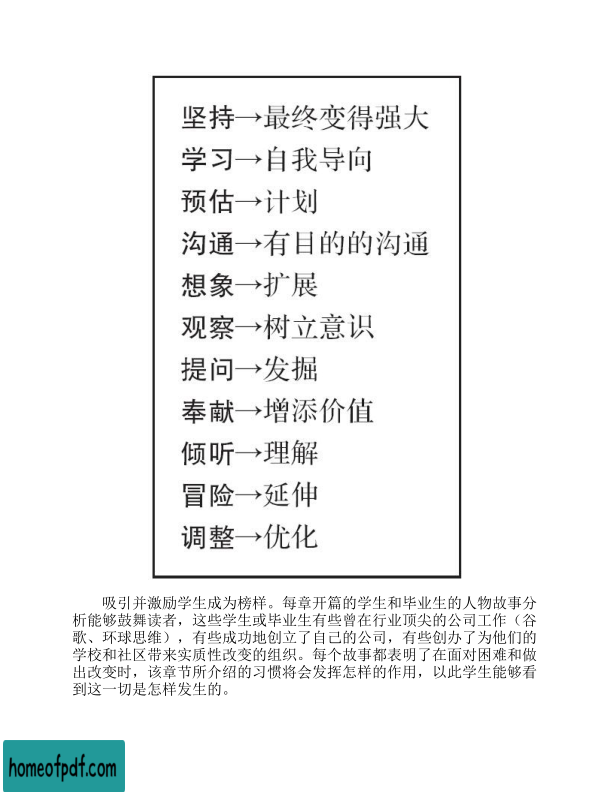 坚持→最终变得强大
学习→自我导向
预估→计划
沟通→有目的的沟通
想象→扩展
观察→树立意识
提问→发掘
奉献→增添价值
倾听→理解
冒险→延伸
调整→优化
吸引并激励学生成为榜样。每章开篇的学生和毕业生的人物故事分
析能够鼓舞读者，这些学生或毕业生有些曾在行业顶尖的公司工作（谷
歌、环球思维），有些成功地创立了自己的公司，有些创办了为他们的
学校和社区带来实质性改变的组织。每个故事都表明了在面对困难和做
出改变时，该章节所介绍的习惯将会发挥怎样的作用，以此学生能够看
到这一切是怎样发生的。
homeofpdf.com